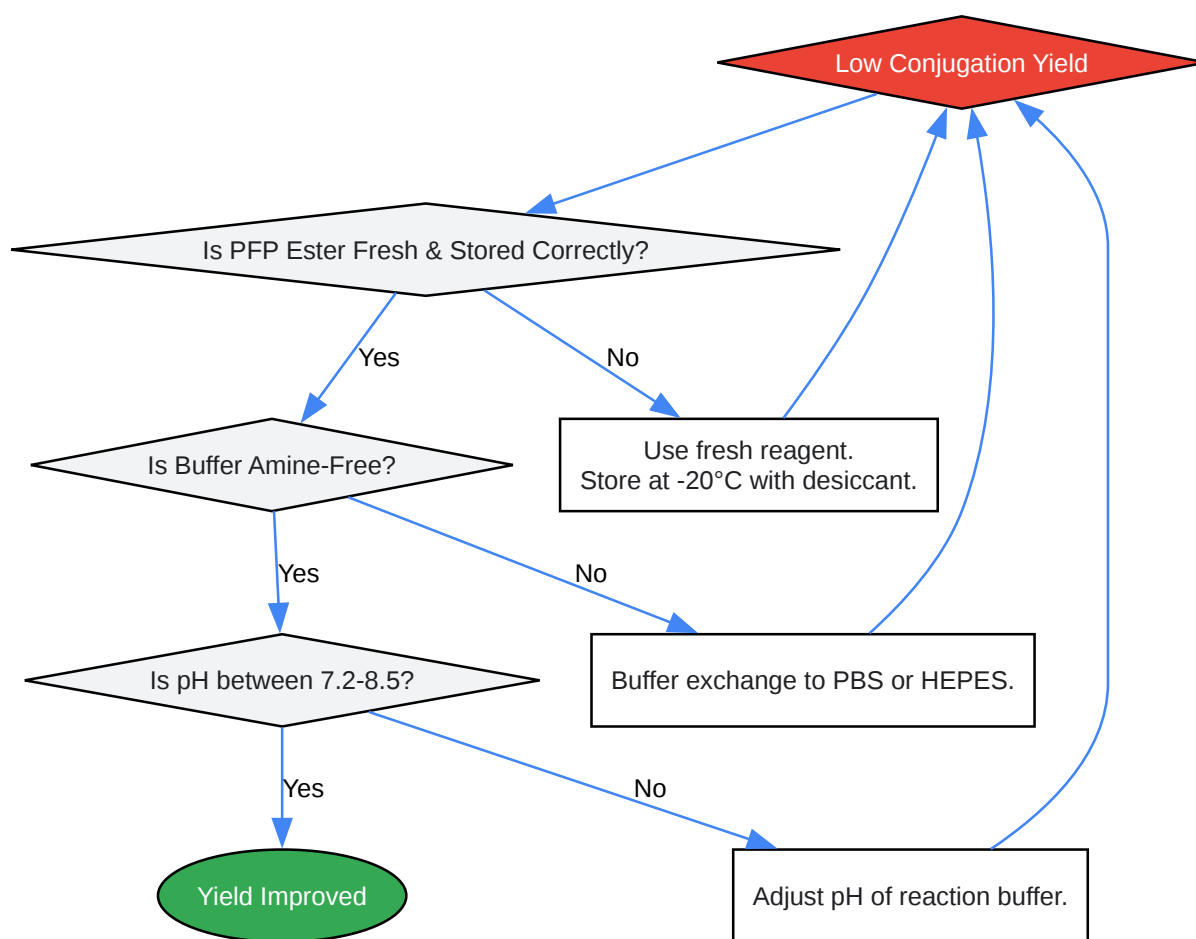 Low Conjugation Yield
Is PFP Ester Fresh & Stored Correctly?
Yes
No
Is Buffer Amine-Free?
Use fresh reagent.
Store at -20°C with desiccant.
Yes
No
Is pH between 7.2-8.5?
Buffer exchange to PBS or HEPES.
Yes
No
Yield Improved
Adjust pH of reaction buffer.